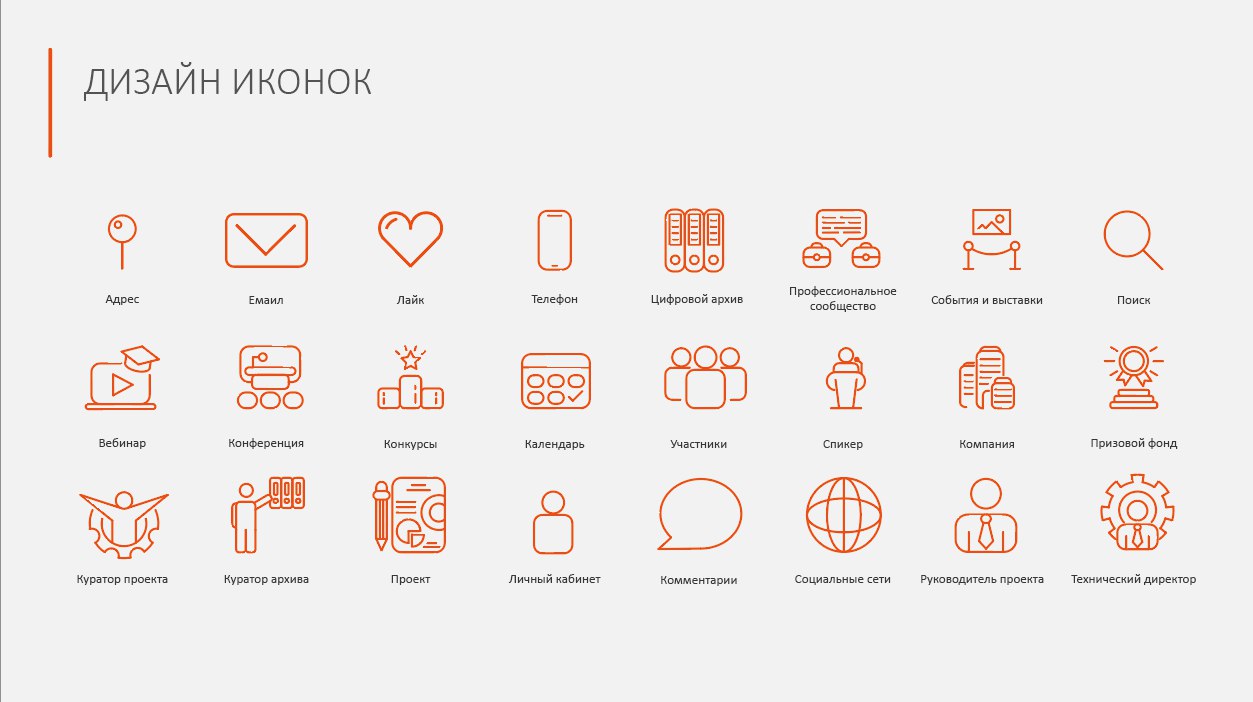 ДИЗАЙН ИКОНОК
Адрес
Емаил
Лайк
Телефон
Цифровой архив
Профессиональное
сообщество
События и выставки
Поиск
Вебинар
Конференция
Конкурсы
Календарь
Участники
Спикер
Компания
Призовой фонд
Куратор проекта
Куратор архива
Проект
Личный кабинет
Комментарии
Социальные сети
Руководитель проекта
Технический директор